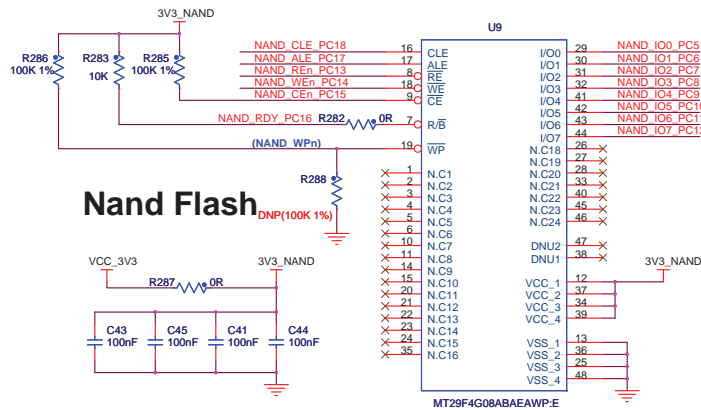 3V3_NAND
U9
R286
100K 1%
R283
10K
R285
100K 1%
NAND_CLE_PC18
NAND_ALE_PC17
NAND_REn_PC13
NAND_WEn_PC14
NAND_CEn_PC15
NAND_RDY_PC16
R282
0R
(NAND_WPn)
R288
DNP(100K 1%)
Nand Flash
VCC_3V3
R287
0R
3V3_NAND
C43
100nF
C45
100nF
C41
100nF
C44
100nF
16 CLE
17 ALE
8 RE
18 WE
9 CE
7 R/B
19 WP
1 N.C1
2 N.C2
3 N.C3
4 N.C4
5 N.C5
6 N.C6
10 N.C7
11 N.C8
14 N.C9
15 N.C10
20 N.C11
21 N.C12
22 N.C13
23 N.C14
24 N.C15
35 N.C16
I/O0 29 NAND_IO0_PC5
I/O1 30 NAND_IO1_PC6
I/O2 31 NAND_IO2_PC7
I/O3 32 NAND_IO3_PC8
I/O4 41 NAND_IO4_PC9
I/O5 42 NAND_IO5_PC10
I/O6 43 NAND_IO6_PC11
I/O7 44 NAND_IO7_PC12
N.C18 26
N.C19 27
N.C20 28
N.C21 33
N.C22 40
N.C23 45
N.C24 46
DNU2 47
DNU1 38
VCC_1 12
VCC_2 37
VCC_3 34
VCC_4 39
3V3_NAND
VSS_1 13
VSS_2 36
VSS_3 25
VSS_4 48
MT29F4G08ABAEAWP:E